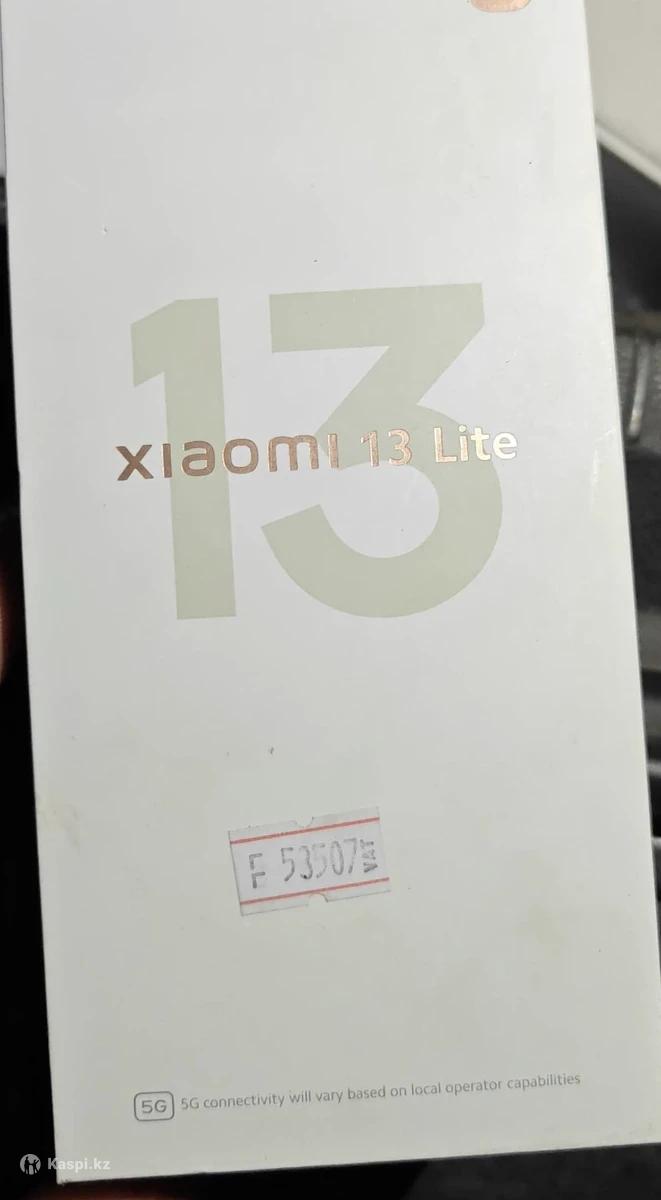 13
xiaomi 13 Lite
F 53507 VAT
5G 5G connectivity will vary based on local operator capabilities
Kaspi.kz